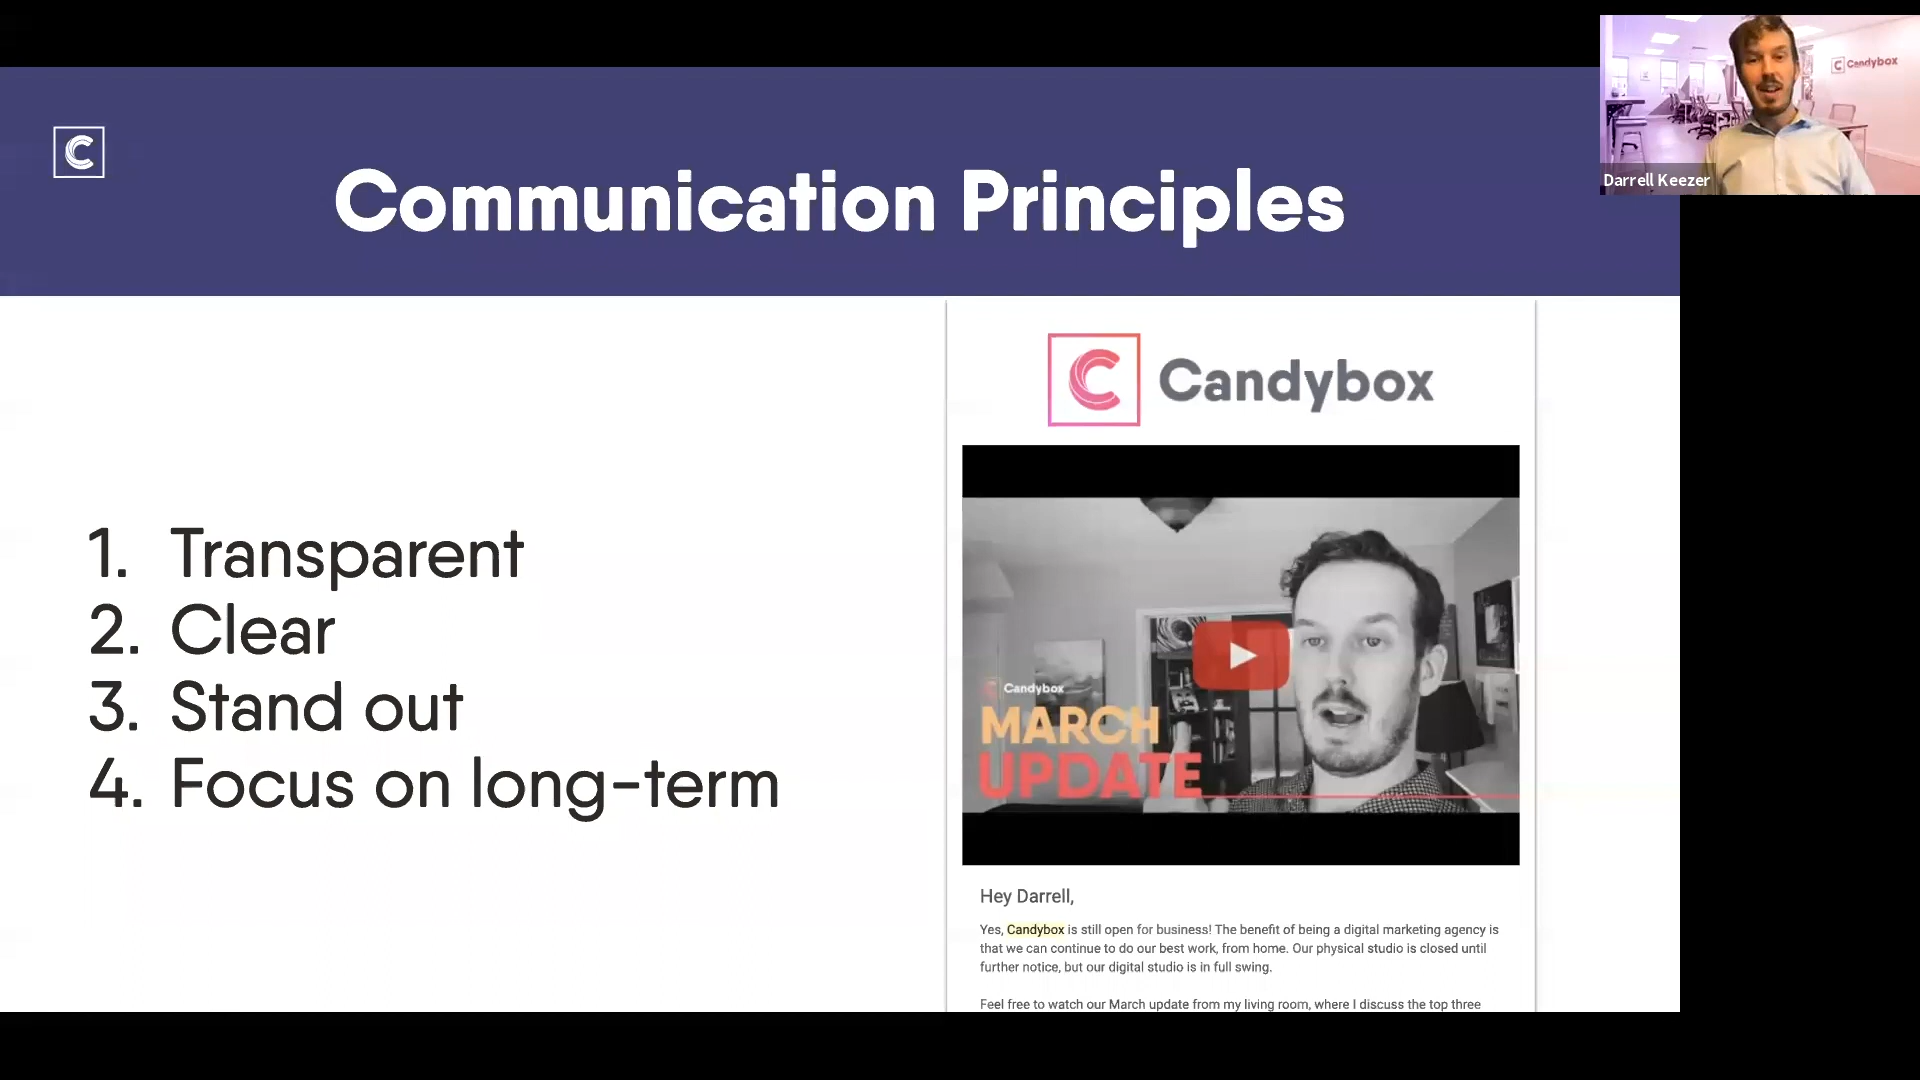 Candybox
Darrell Keezer
Communication Principles
1. Transparent
2. Clear
3. Stand out
4. Focus on long-term
Candybox
Candybox
MARCH
UPDATE
Hey Darrell,
Yes, Candybox is still open for business! The benefit of being a digital marketing agency is
that we can continue to do our best work, from home. Our physical studio is closed until
further notice, but our digital studio is in full swing.
Feel free to watch our March update from my living room, where I discuss the top three